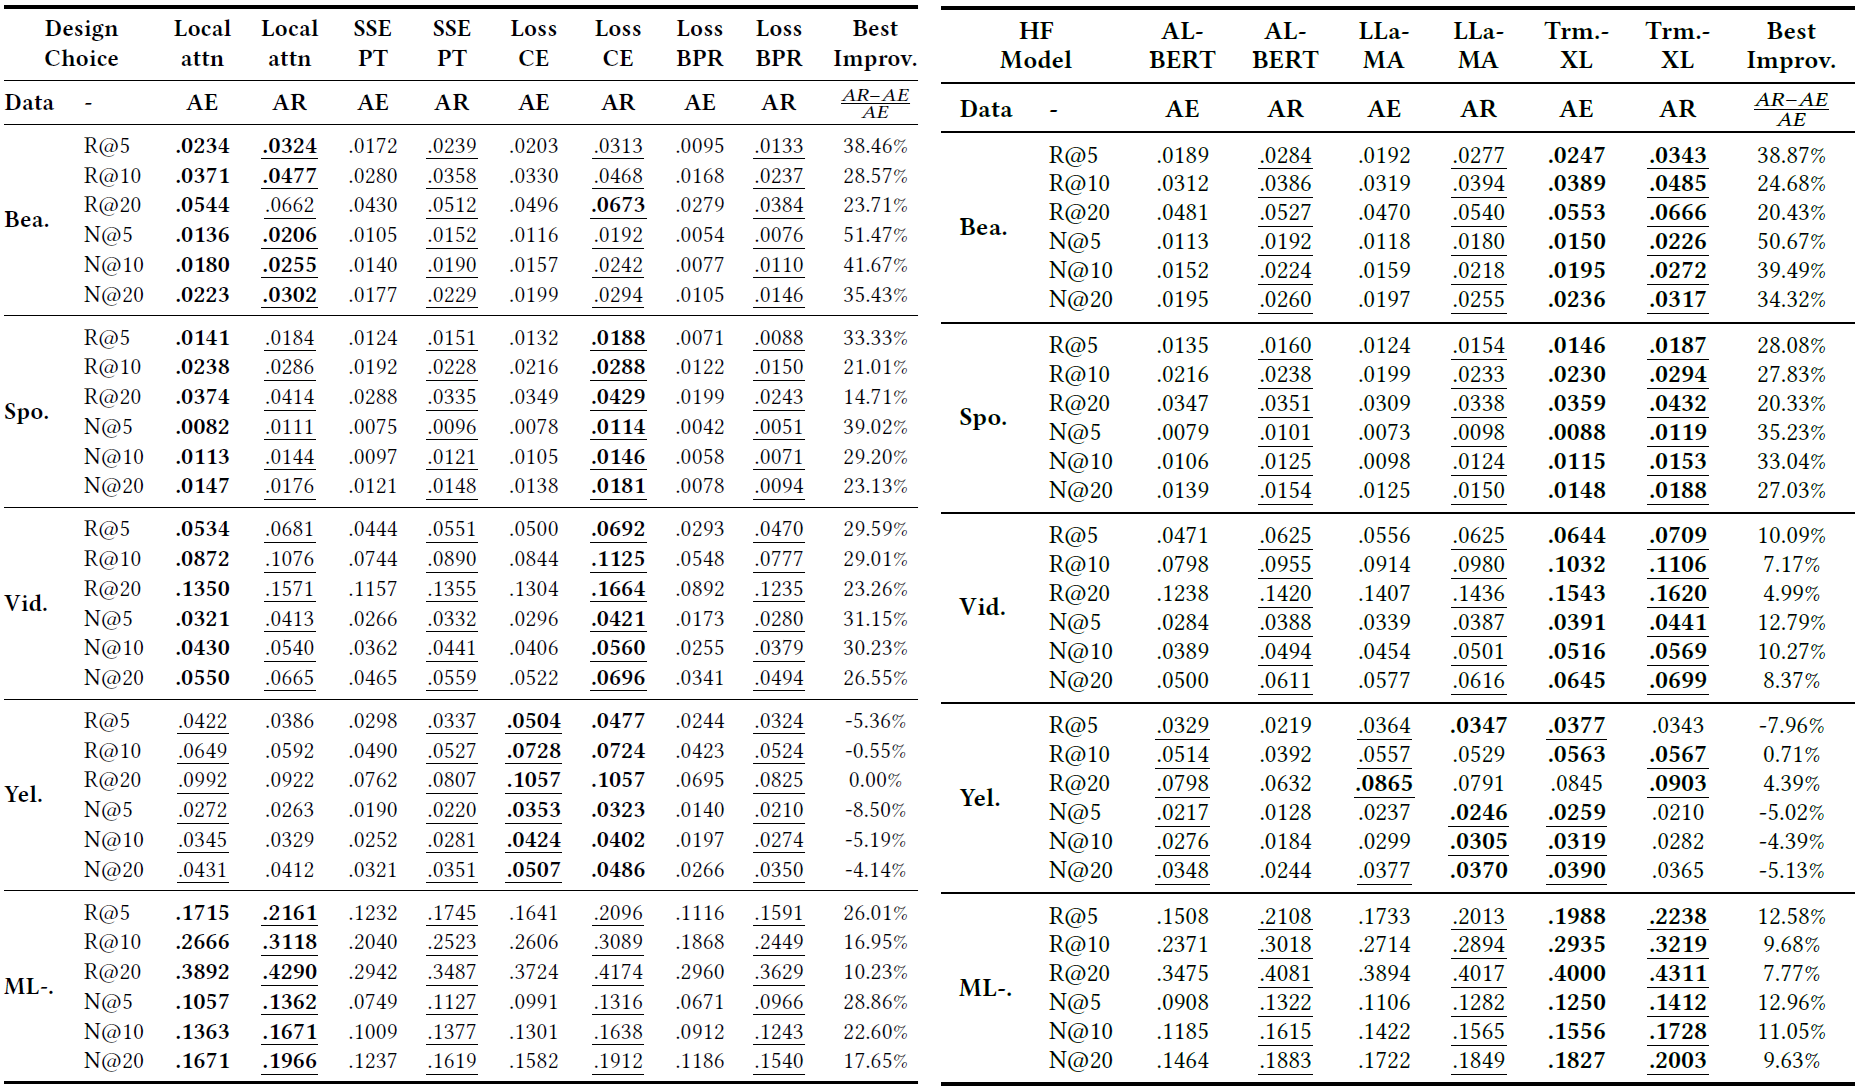 Design Local Local SSE SSE Loss Loss Loss Loss Best
Choice attn attn PT PT CE CE BPR BPR Improv.
Data - AE AR AE AR AE AR AE AR AR−AE
AE
R@5 .0234 .0324 .0172 .0239 .0203 .0313 .0095 .0133 38.46%
R@10 .0371 .0477 .0280 .0358 .0330 .0468 .0168 .0237 28.57%
R@20 .0544 .0662 .0430 .0512 .0496 .0673 .0279 .0384 23.71%
Bea.
N@5 .0136 .0206 .0105 .0152 .0116 .0192 .0054 .0076 51.47%
N@10 .0180 .0255 .0140 .0190 .0157 .0242 .0077 .0110 41.67%
N@20 .0223 .0302 .0177 .0229 .0199 .0294 .0105 .0146 35.43%
R@5 .0141 .0184 .0124 .0151 .0132 .0188 .0071 .0088 33.33%
R@10 .0238 .0286 .0192 .0228 .0216 .0288 .0122 .0150 21.01%
R@20 .0374 .0414 .0288 .0335 .0349 .0429 .0199 .0243 14.71%
Spo.
N@5 .0082 .0111 .0075 .0096 .0078 .0114 .0042 .0051 39.02%
N@10 .0113 .0144 .0097 .0121 .0105 .0146 .0058 .0071 29.20%
N@20 .0147 .0176 .0121 .0148 .0138 .0181 .0078 .0094 23.13%
R@5 .0534 .0681 .0444 .0551 .0500 .0692 .0293 .0470 29.59%
R@10 .0872 .1076 .0744 .0890 .0844 .1125 .0548 .0777 29.01%
R@20 .1350 .1571 .1157 .1355 .1304 .1664 .0892 .1235 23.26%
Vid.
N@5 .0321 .0413 .0266 .0332 .0296 .0421 .0173 .0280 31.15%
N@10 .0430 .0540 .0362 .0441 .0406 .0560 .0255 .0379 30.23%
N@20 .0550 .0665 .0465 .0559 .0522 .0696 .0341 .0494 26.55%
R@5 .0422 .0386 .0298 .0337 .0504 .0477 .0244 .0324 -5.36%
R@10 .0649 .0592 .0490 .0527 .0728 .0724 .0423 .0524 -0.55%
R@20 .0992 .0922 .0762 .0807 .1057 .1057 .0695 .0825 0.00%
Yel.
N@5 .0272 .0263 .0190 .0220 .0353 .0323 .0140 .0210 -8.50%
N@10 .0345 .0329 .0252 .0281 .0424 .0402 .0197 .0274 -5.19%
N@20 .0431 .0412 .0321 .0351 .0507 .0486 .0266 .0350 -4.14%
R@5 .1715 .2161 .1232 .1745 .1641 .2096 .1116 .1591 26.01%
R@10 .2666 .3118 .2040 .2523 .2606 .3089 .1868 .2449 16.95%
R@20 .3892 .4290 .2942 .3487 .3724 .4174 .2960 .3629 10.23%
ML-.
N@5 .1057 .1362 .0749 .1127 .0991 .1316 .0671 .0966 28.86%
N@10 .1363 .1671 .1009 .1377 .1301 .1638 .0912 .1243 22.60%
N@20 .1671 .1966 .1237 .1619 .1582 .1912 .1186 .1540 17.65%
HF AL- AL- LLa- LLa- Trm.- Trm.- Best
Model BERT BERT MA MA XL XL Improv.
Data - AE AR AE AR AE AR AR−AE
AE
R@5 .0189 .0284 .0192 .0277 .0247 .0343 38.87%
R@10 .0312 .0386 .0319 .0394 .0389 .0485 24.68%
R@20 .0481 .0527 .0470 .0540 .0553 .0666 20.43%
Bea.
N@5 .0113 .0192 .0118 .0180 .0150 .0226 50.67%
N@10 .0152 .0224 .0159 .0218 .0195 .0272 39.49%
N@20 .0195 .0260 .0197 .0255 .0236 .0317 34.32%
R@5 .0135 .0160 .0124 .0154 .0146 .0187 28.08%
R@10 .0216 .0238 .0199 .0233 .0230 .0294 27.83%
R@20 .0347 .0351 .0309 .0338 .0359 .0432 20.33%
Spo.
N@5 .0079 .0101 .0073 .0098 .0088 .0119 35.23%
N@10 .0106 .0125 .0098 .0124 .0115 .0153 33.04%
N@20 .0139 .0154 .0125 .0150 .0148 .0188 27.03%
R@5 .0471 .0625 .0556 .0625 .0644 .0709 10.09%
R@10 .0798 .0955 .0914 .0980 .1032 .1106 7.17%
R@20 .1238 .1420 .1407 .1436 .1543 .1620 4.99%
Vid.
N@5 .0284 .0388 .0339 .0387 .0391 .0441 12.79%
N@10 .0389 .0494 .0454 .0501 .0516 .0569 10.27%
N@20 .0500 .0611 .0577 .0616 .0645 .0699 8.37%
R@5 .0329 .0219 .0364 .0347 .0377 .0343 -7.96%
R@10 .0514 .0392 .0557 .0529 .0563 .0567 0.71%
R@20 .0798 .0632 .0865 .0791 .0845 .0903 4.39%
Yel.
N@5 .0217 .0128 .0237 .0246 .0259 .0210 -5.02%
N@10 .0276 .0184 .0299 .0305 .0319 .0282 -4.39%
N@20 .0348 .0244 .0377 .0370 .0390 .0365 -5.13%
R@5 .1508 .2108 .1733 .2013 .1988 .2238 12.58%
R@10 .2371 .3018 .2714 .2894 .2935 .3219 9.68%
R@20 .3475 .4081 .3894 .4017 .4000 .4311 7.77%
ML-.
N@5 .0908 .1322 .1106 .1282 .1250 .1412 12.96%
N@10 .1185 .1615 .1422 .1565 .1556 .1728 11.05%
N@20 .1464 .1883 .1722 .1849 .1827 .2003 9.63%